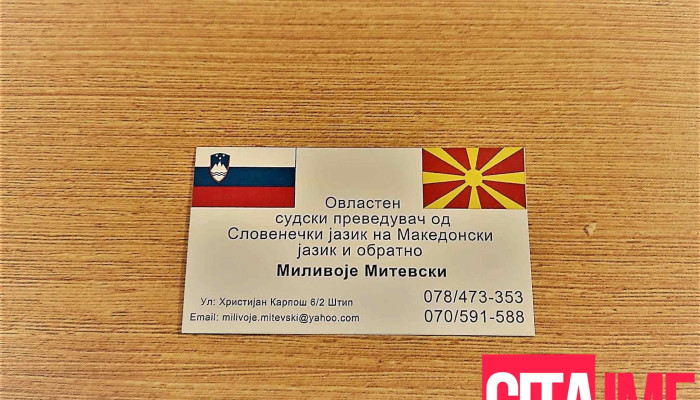 Овластен
судски преведувач од
Словенечки јазик на Македонски
јазик и обратно
Миливоје Митевски
Ул: Христијан Карпош 6/2 Штип
Email: milivoje.mitevski@yahoo.com
078/473-353
070/591-588